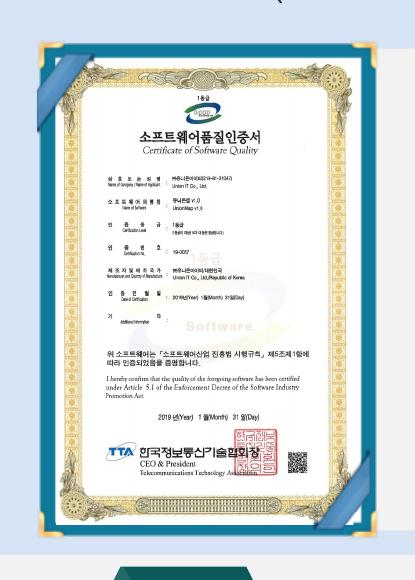 1등급
GOOD
Software
소프트웨어품질인증서
Certificate of Software Quality
상 호 또 는 성 명 : ㈜유니온아이티(219-81-31047)
Name of Company / Name of Applicant Union IT Co., Ltd.
소 프 트 웨 어 의 명 칭 : 유니온맵 v1.0
Name of Software UnionMap v1.0
인 증 등 급 : 1등급
Certification Level
인 증 번 호 : 19-0037
Certification No.
제 조 자 및 제 조 국 가 : ㈜유니온아이티/대한민국
Manufacturer and Country of Manufacture Union IT Co., Ltd./Republic of Korea
인 증 연 월 일 : 2019년(Year) 1월(Month) 31일(Day)
Date of Certification
기 타 :
Additional Information
1등급
Software
위 소프트웨어는 「소프트웨어산업 진흥법 시행규칙」 제5조제1항에
따라 인증되었음을 증명합니다.
I hereby confirm that the quality of the foregoing software has been certified
under Article 5.1 of the Enforcement Decree of the Software Industry
Promotion Act.
2019 년(Year) 1 월(Month) 31 일(Day)
TTA 한국정보통신기술협회장
CEO & President
Telecommunications Technology Association